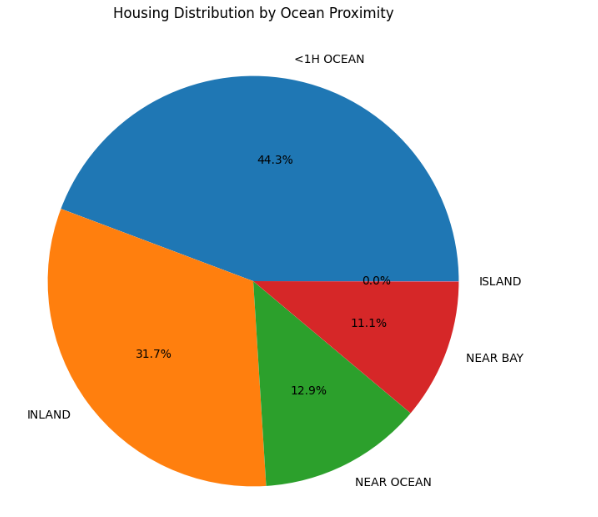 Housing Distribution by Ocean Proximity
<1H OCEAN
44.3%
0.0%
ISLAND
11.1%
NEAR BAY
31.7%
12.9%
INLAND
NEAR OCEAN